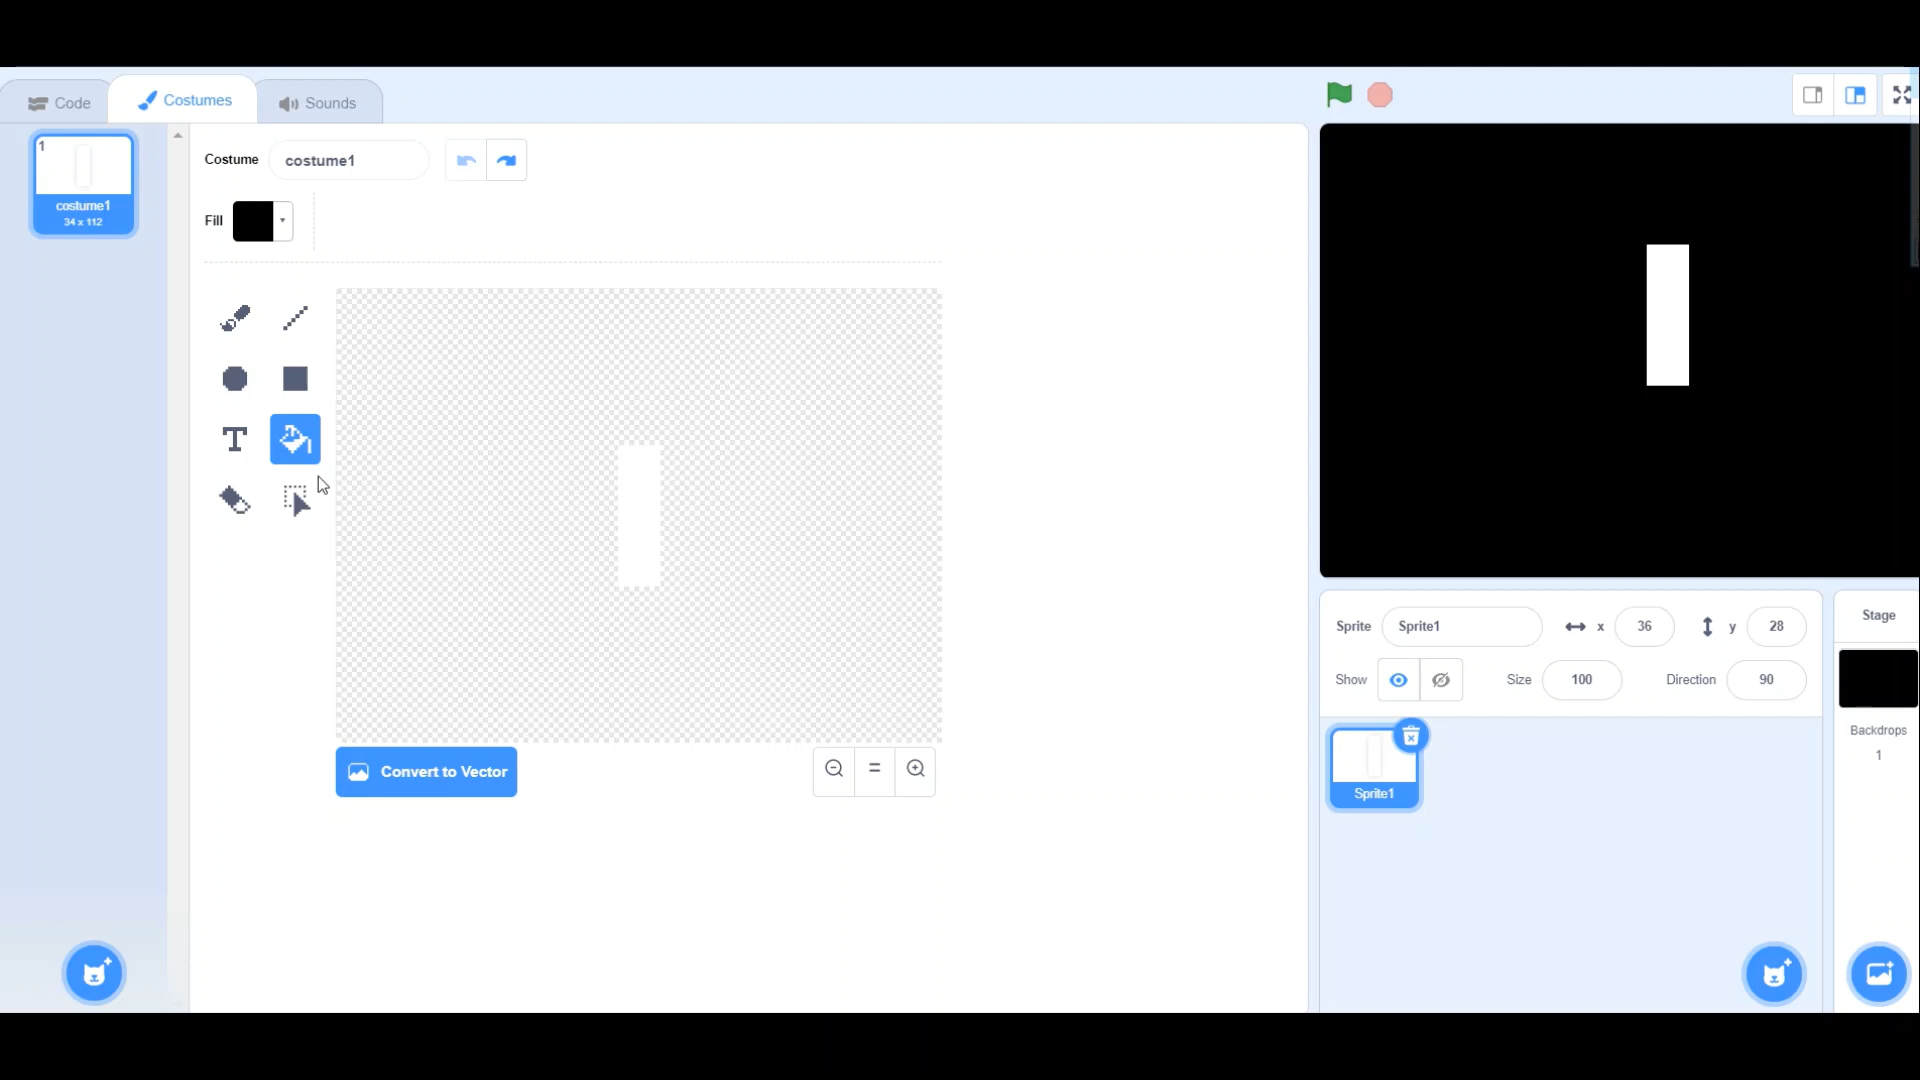 Code
Costumes
Sounds
1
costume1
34 x 112
Costume
costume1
Fill
T
Convert to Vector
=
Sprite
Sprite1
x
36
y
28
Show
Size
100
Direction
90
Sprite1
Stage
Backdrops
1